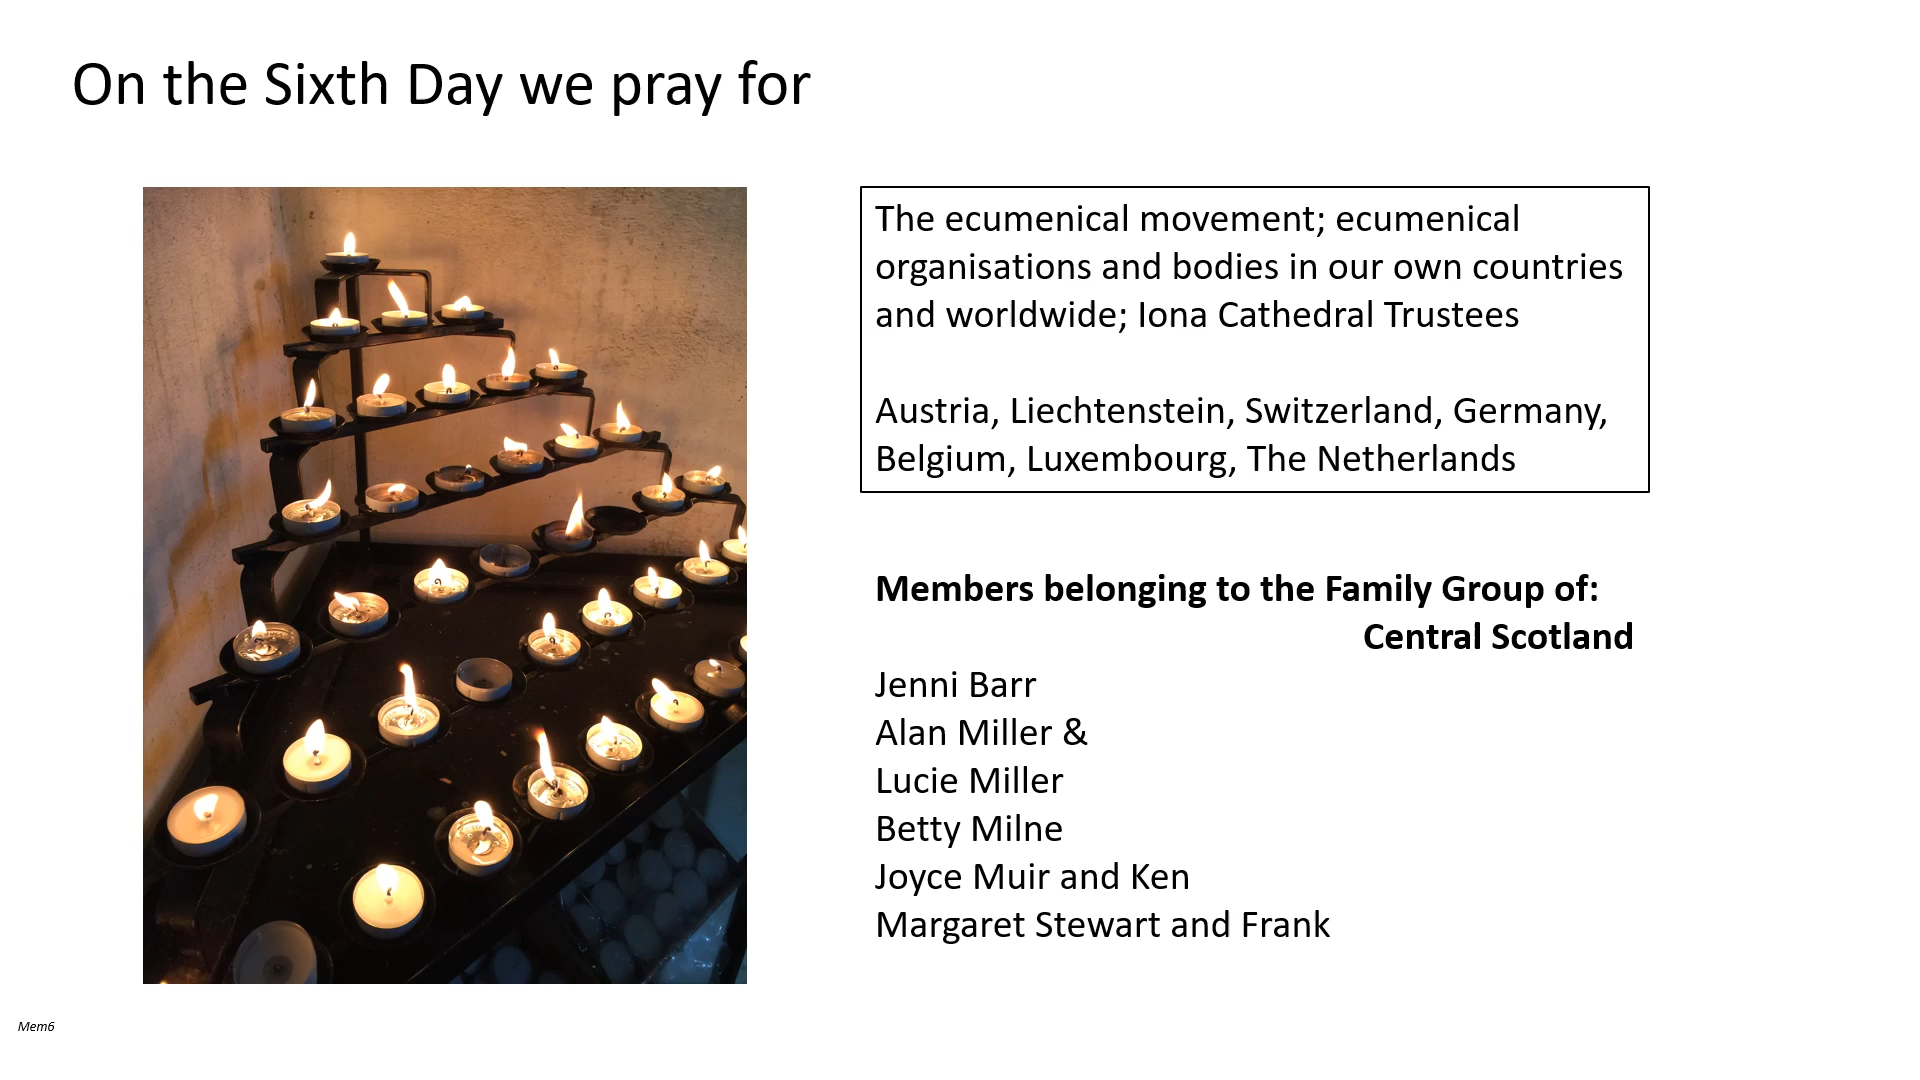 On the Sixth Day we pray for
The ecumenical movement; ecumenical
organisations and bodies in our own countries
and worldwide; Iona Cathedral Trustees
Austria, Liechtenstein, Switzerland, Germany,
Belgium, Luxembourg, The Netherlands
Members belonging to the Family Group of:
Central Scotland
Jenni Barr
Alan Miller &
Lucie Miller
Betty Milne
Joyce Muir and Ken
Margaret Stewart and Frank
Mem6